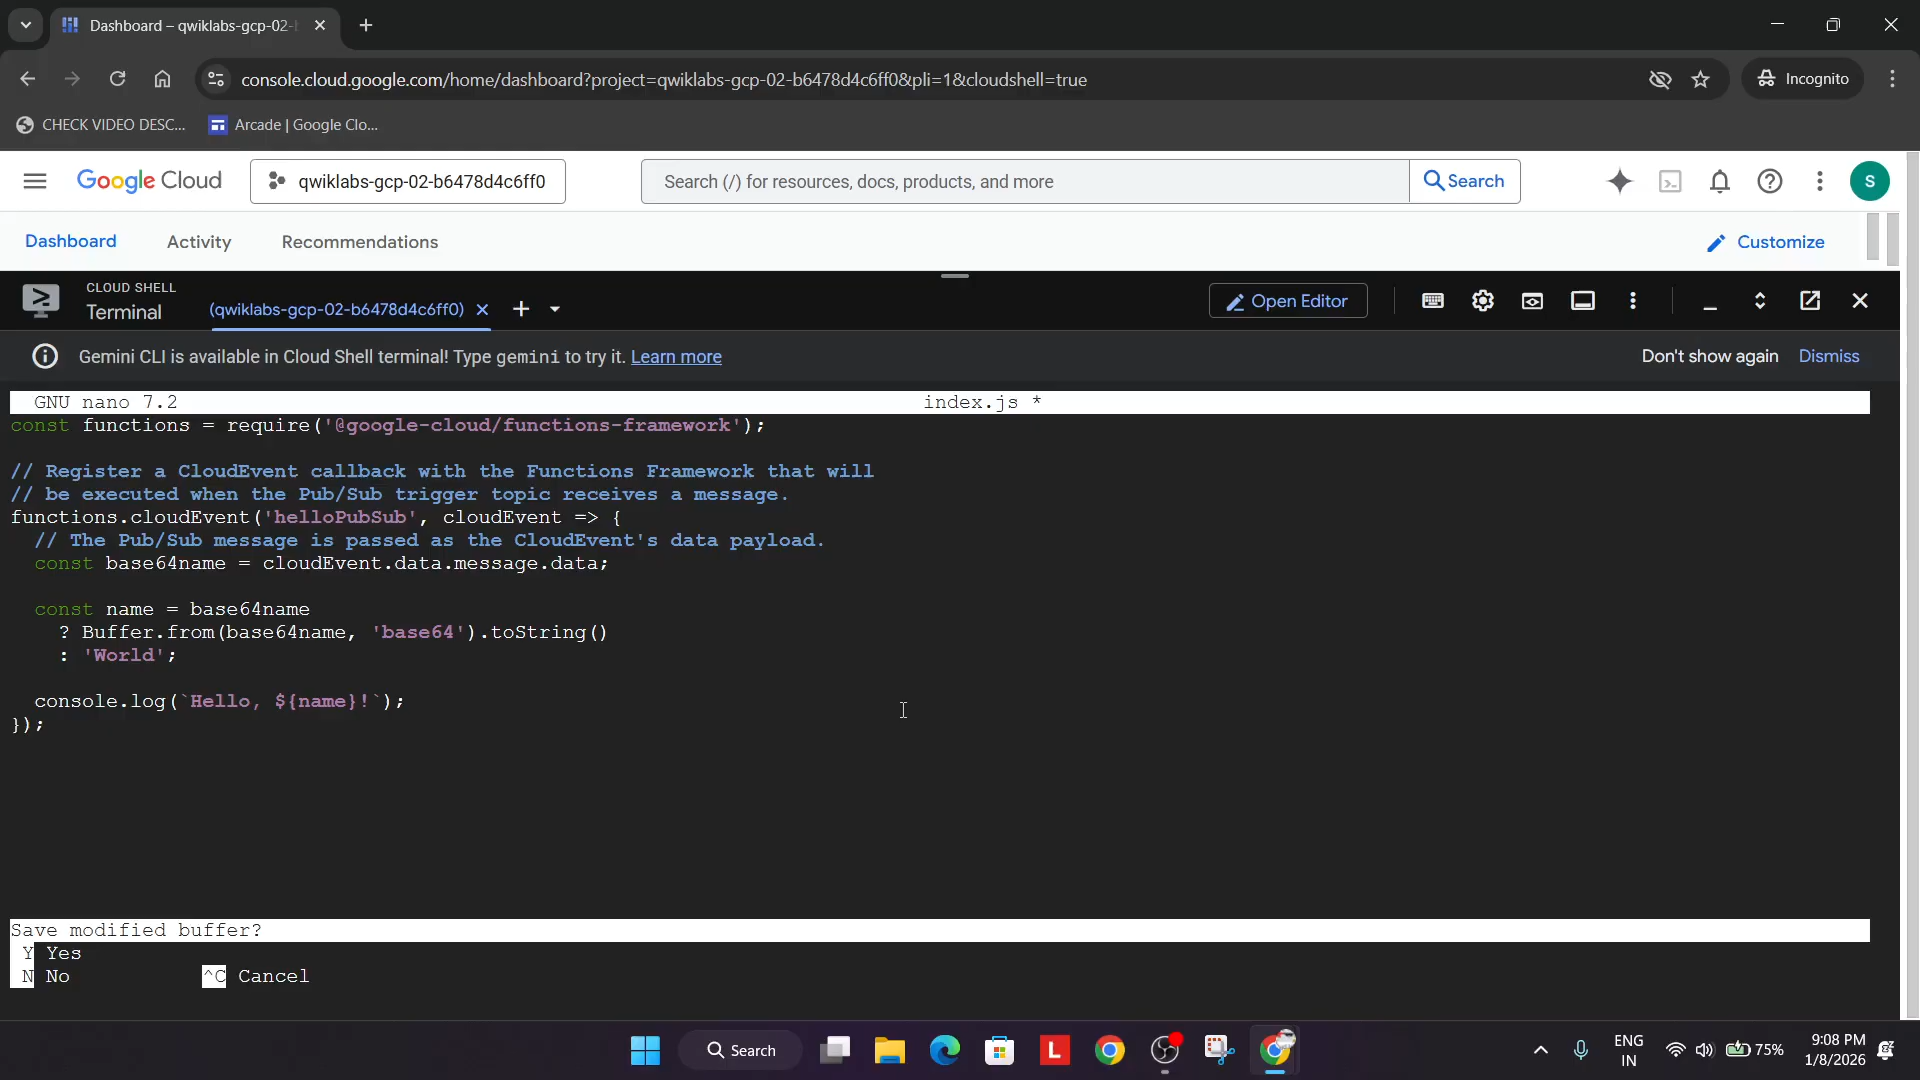 Dashboard – qwiklabs-gcp-02-
console.cloud.google.com/home/dashboard?project=qwiklabs-gcp-02-b6478d4c6ff0&pli=1&cloudshell=true
Incognito
CHECK VIDEO DESC...
Arcade | Google Clo...
Google Cloud
qwiklabs-gcp-02-b6478d4c6ff0
Search (/) for resources, docs, products, and more
Search
S
Dashboard
Activity
Recommendations
Customize
CLOUD SHELL
Terminal
(qwiklabs-gcp-02-b6478d4c6ff0)
Open Editor
Gemini CLI is available in Cloud Shell terminal! Type gemini to try it. Learn more
Don't show again
Dismiss
GNU nano 7.2 index.js *
const functions = require('@google-cloud/functions-framework');
// Register a CloudEvent callback with the Functions Framework that will
// be executed when the Pub/Sub trigger topic receives a message.
functions.cloudEvent('helloPubSub', cloudEvent => {
// The Pub/Sub message is passed as the CloudEvent's data payload.
const base64name = cloudEvent.data.message.data;
const name = base64name
? Buffer.from(base64name, 'base64').toString()
: 'World';
console.log(`Hello, ${name}!`);
});
Save modified buffer?
Y Yes
N No ^C Cancel
Search
L
ENG
IN
75%
9:08 PM
1/8/2026